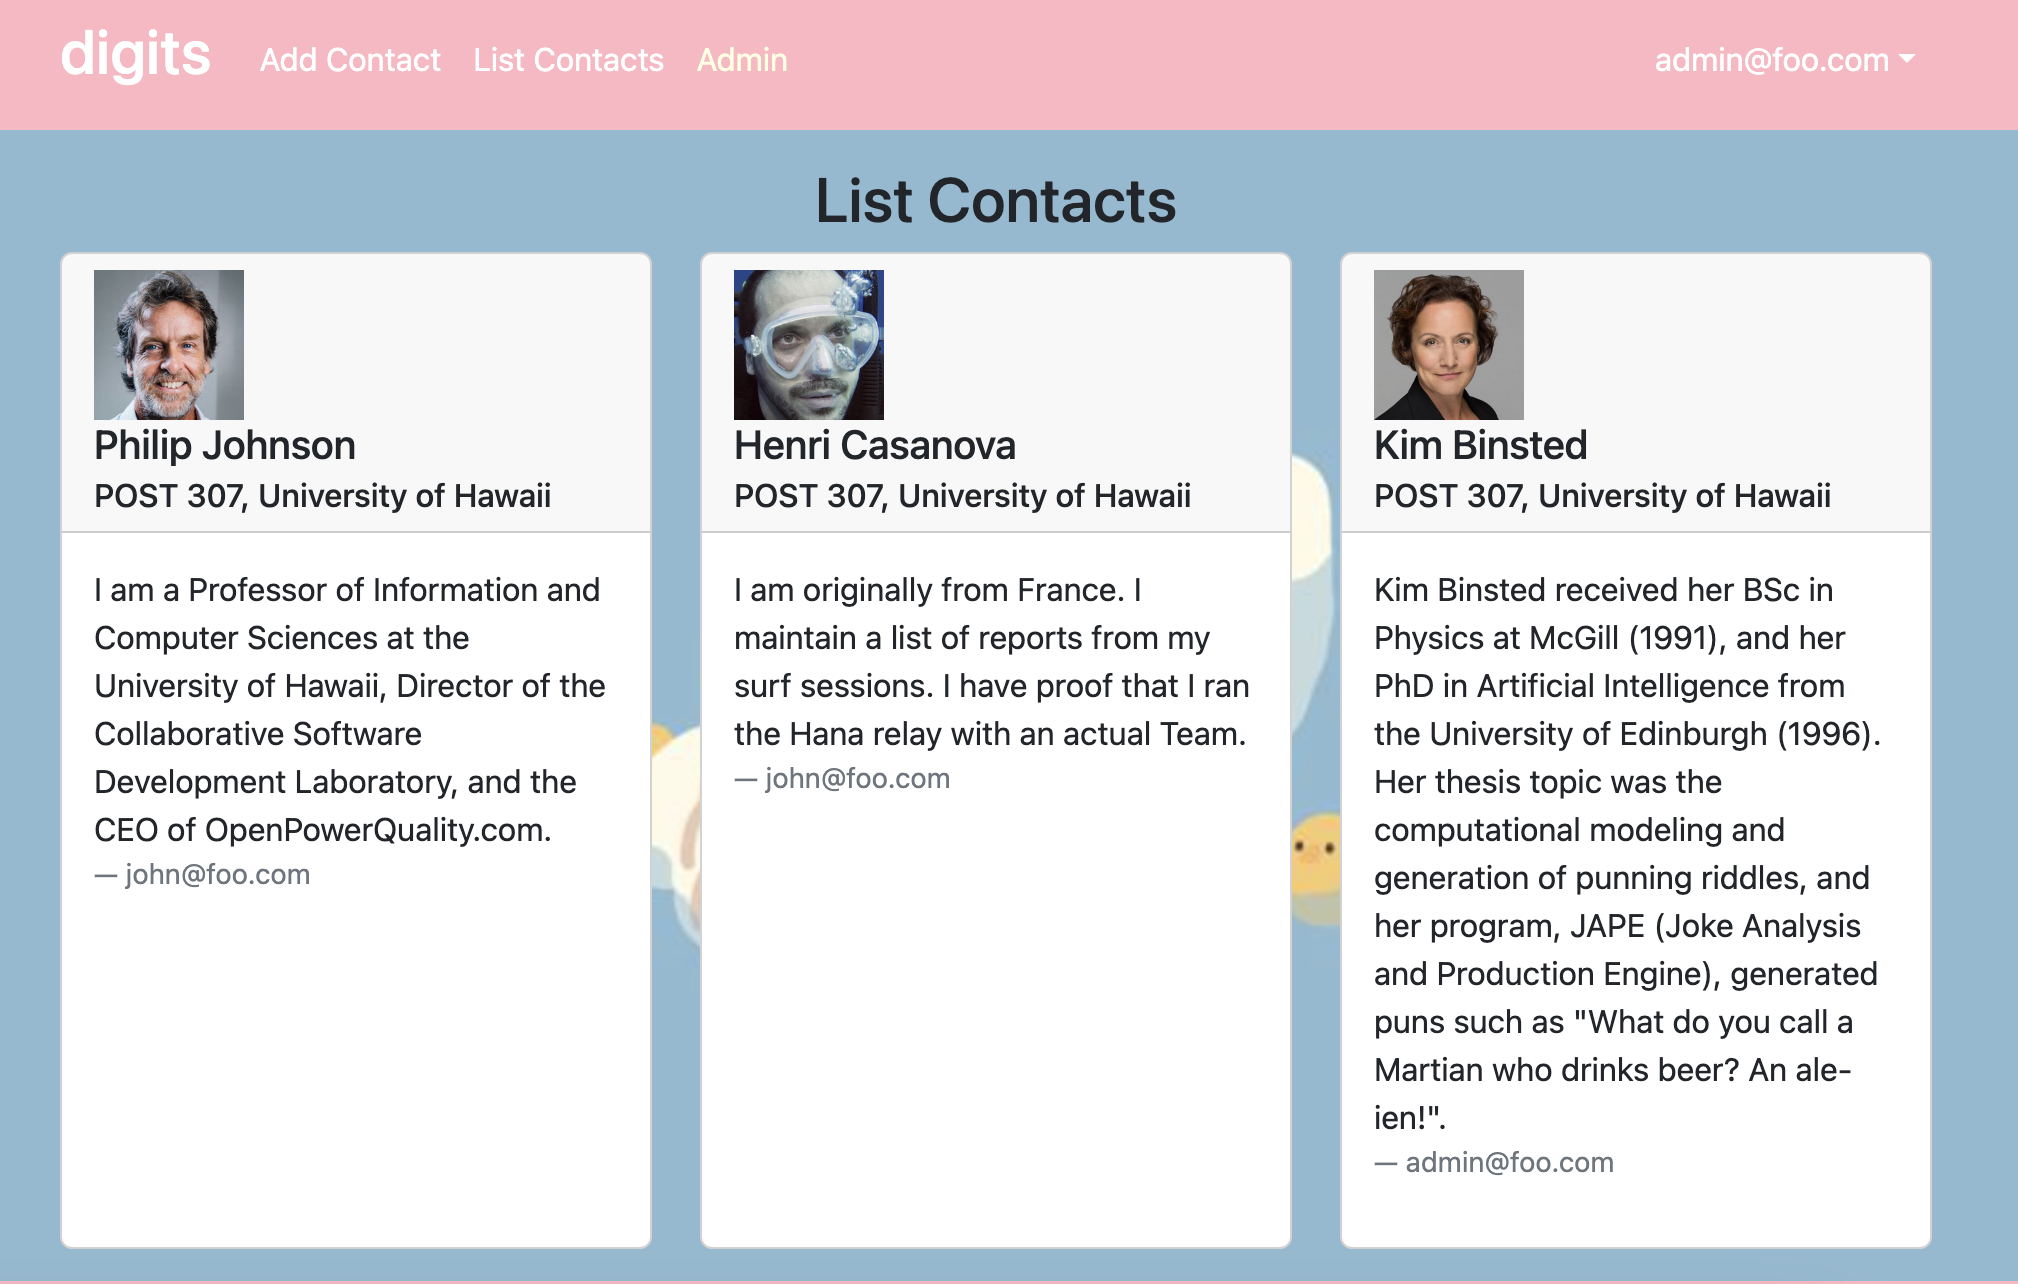 digits
Add Contact
List Contacts
Admin
admin@foo.com
List Contacts
Philip Johnson
POST 307, University of Hawaii
I am a Professor of Information and
Computer Sciences at the
University of Hawaii, Director of the
Collaborative Software
Development Laboratory, and the
CEO of OpenPowerQuality.com.
— john@foo.com
Henri Casanova
POST 307, University of Hawaii
I am originally from France. I
maintain a list of reports from my
surf sessions. I have proof that I ran
the Hana relay with an actual Team.
— john@foo.com
Kim Binsted
POST 307, University of Hawaii
Kim Binsted received her BSc in
Physics at McGill (1991), and her
PhD in Artificial Intelligence from
the University of Edinburgh (1996).
Her thesis topic was the
computational modeling and
generation of punning riddles, and
her program, JAPE (Joke Analysis
and Production Engine), generated
puns such as "What do you call a
Martian who drinks beer? An ale-
ien!".
— admin@foo.com